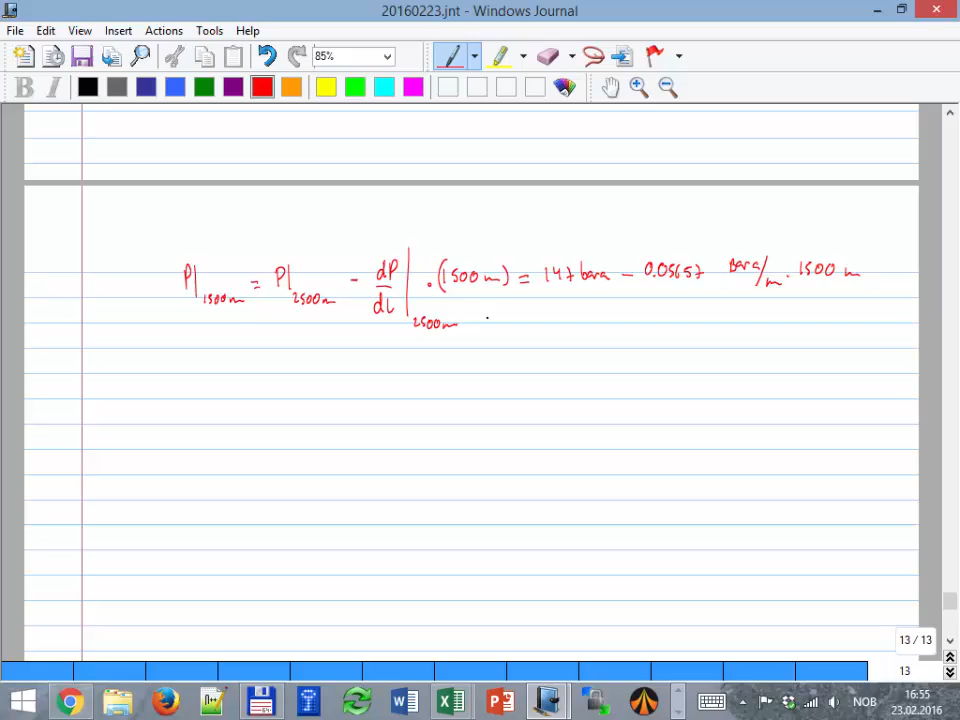 20160223.jnt - Windows Journal
File Edit View Insert Actions Tools Help
85%
B I
P|1500m = P|2500m - dP/dL|2500m · (1500 m) = 147 bara - 0.05657 Bara/m · 1500 m
13 / 13
13
NOB
16:55
23.02.2016